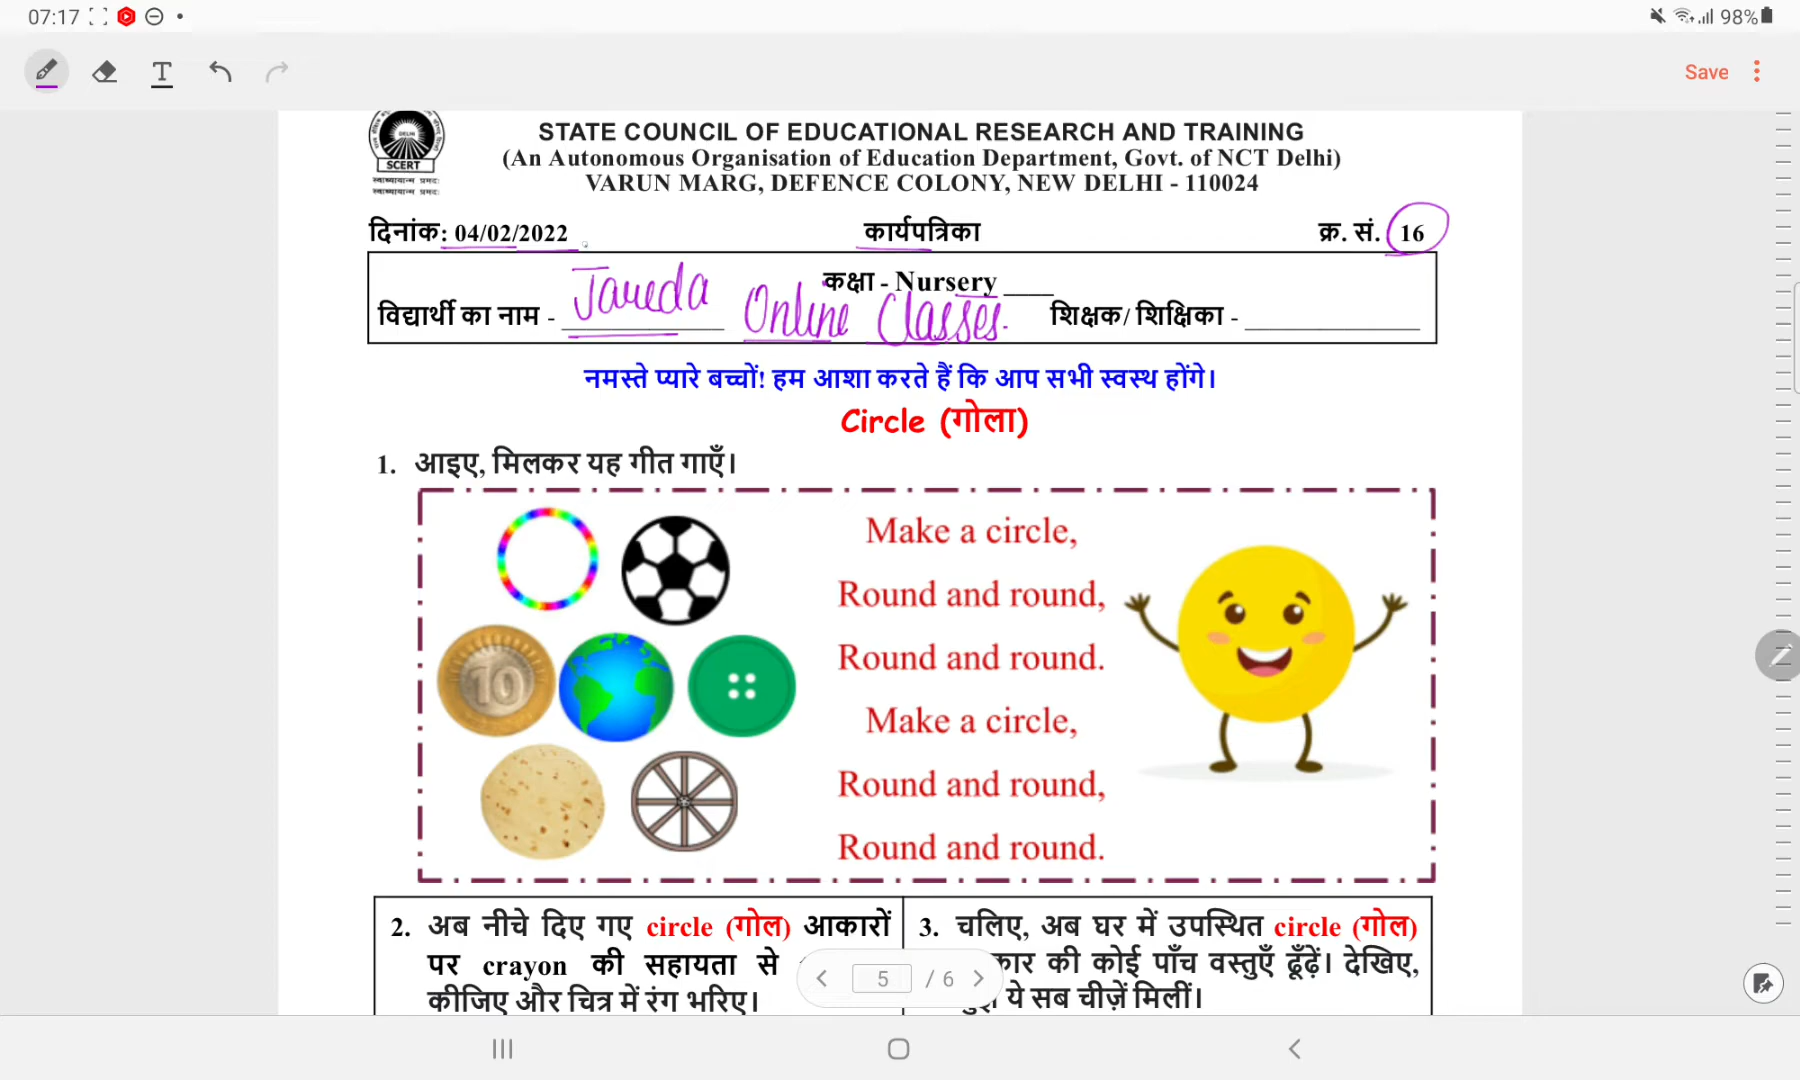 07:17
98%
T
Save
DELHI
SCERT
STATE COUNCIL OF EDUCATIONAL RESEARCH AND TRAINING
(An Autonomous Organisation of Education Department, Govt. of NCT Delhi)
VARUN MARG, DEFENCE COLONY, NEW DELHI - 110024
दिनांक: 04/02/2022 कार्यपत्रिका क्र. सं. 16
कक्षा - Nursery ____
विद्यार्थी का नाम - Online Classes. शिक्षक/ शिक्षिका -
नमस्ते प्यारे बच्चों! हम आशा करते हैं कि आप सभी स्वस्थ होंगे।
Circle (गोला)
1. आइए, मिलकर यह गीत गाएँ।
Make a circle,
Round and round,
Round and round.
Make a circle,
Round and round,
Round and round.
10
2. अब नीचे दिए गए circle (गोल) आकारों
पर crayon की सहायता से
कीजिए और चित्र में रंग भरिए।
3. चलिए, अब घर में उपस्थित circle (गोल)
की कोई पाँच वस्तुएँ ढूँढ़ें। देखिए,
ये सब चीज़ें मिलीं।
5 / 6